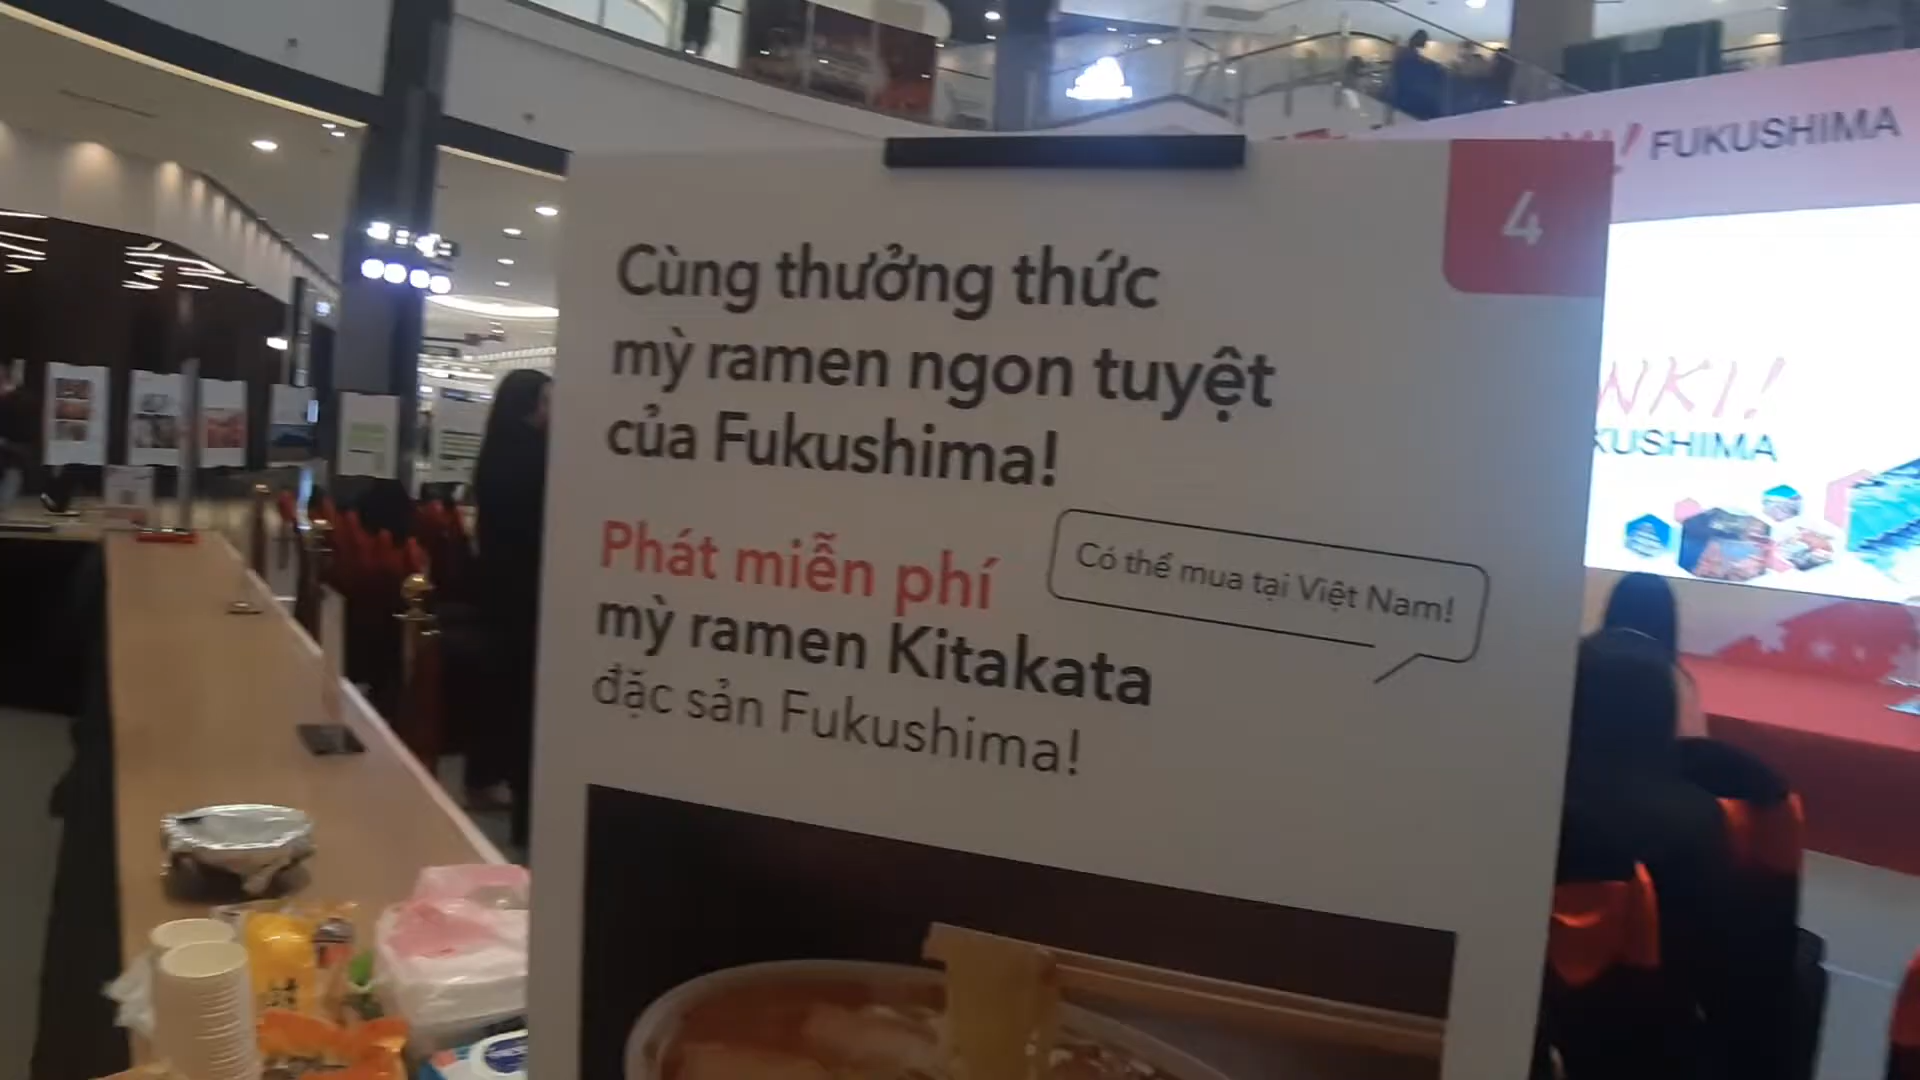 FUKUSHIMA
4
Cùng thưởng thức
mỳ ramen ngon tuyệt
của Fukushima!
Phát miễn phí
Có thể mua tại Việt Nam!
mỳ ramen Kitakata
đặc sản Fukushima!
NKI!
KUSHIMA